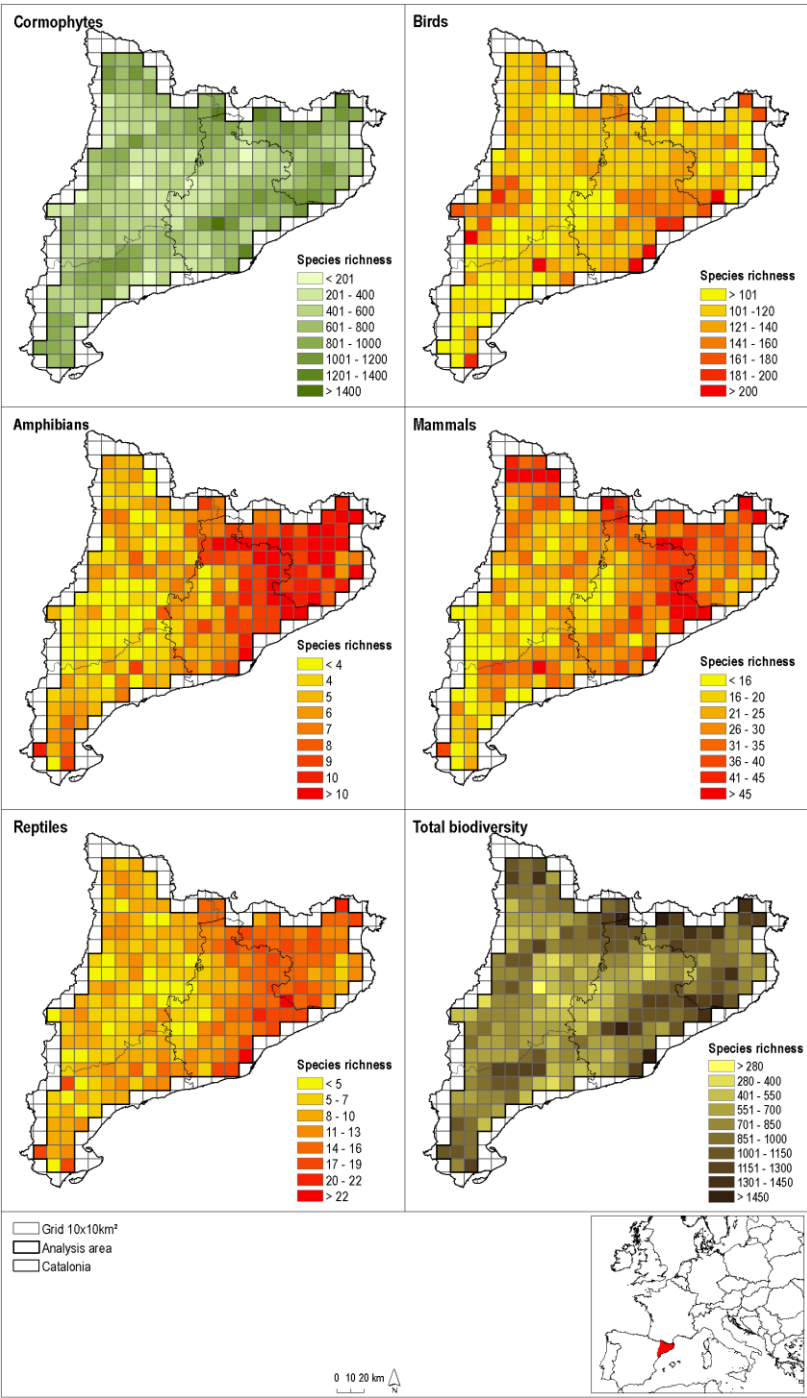 Cormophytes
Species richness
< 201
201 - 400
401 - 600
601 - 800
801 - 1000
1001 - 1200
1201 - 1400
> 1400
Birds
Species richness
> 101
101 -120
121 - 140
141 - 160
161 - 180
181 - 200
> 200
Amphibians
Species richness
< 4
4
5
6
7
8
9
10
> 10
Mammals
Species richness
< 16
16 - 20
21 - 25
26 - 30
31 - 35
36 - 40
41 - 45
> 45
Reptiles
Species richness
< 5
5 - 7
8 - 10
11 - 13
14 - 16
17 - 19
20 - 22
> 22
Total biodiversity
Species richness
> 280
280 - 400
401 - 550
551 - 700
701 - 850
851 - 1000
1001 - 1150
1151 - 1300
1301 - 1450
> 1450
Grid 10x10km²
Analysis area
Catalonia
0 10 20 km
N